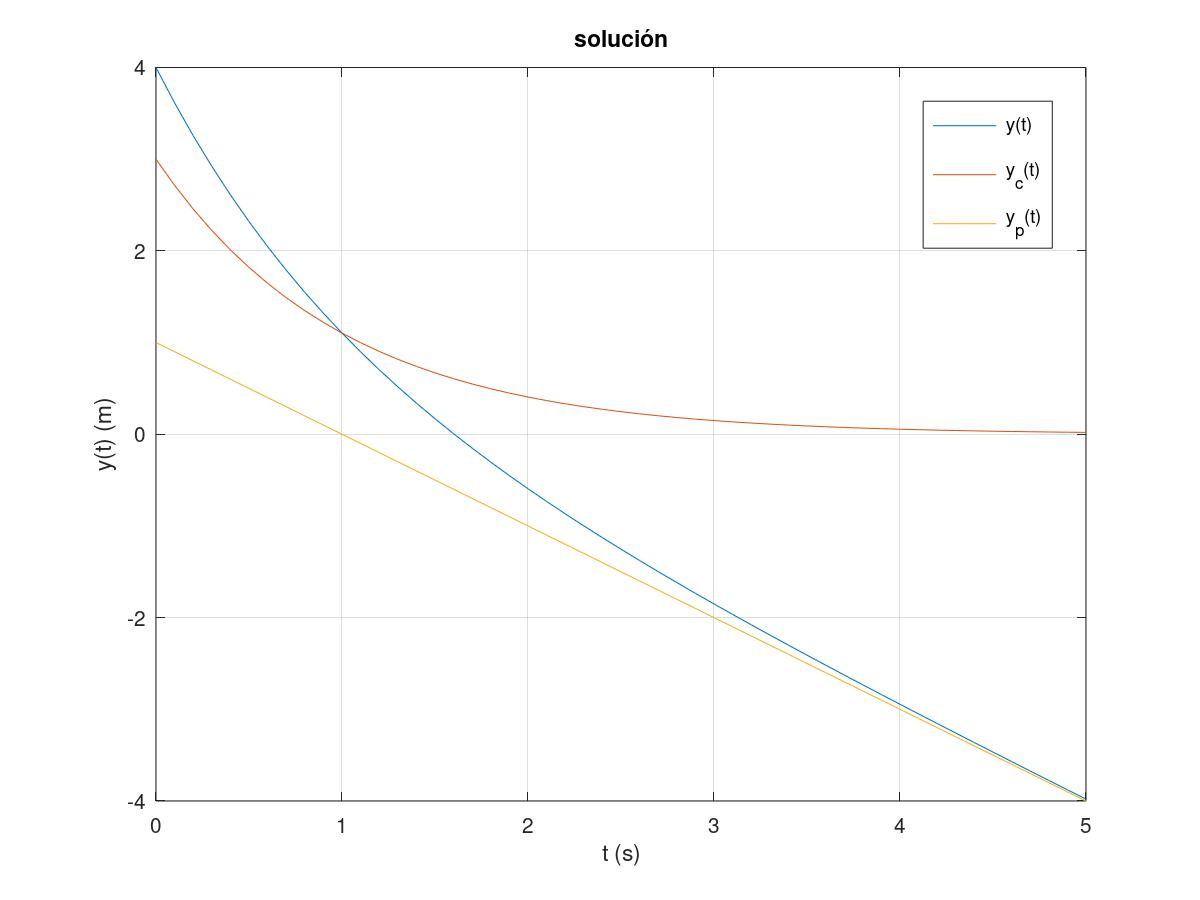 solución
4
2
0
-2
-4
y(t) (m)
0 1 2 3 4 5
t (s)
y(t)
y_c(t)
y_p(t)